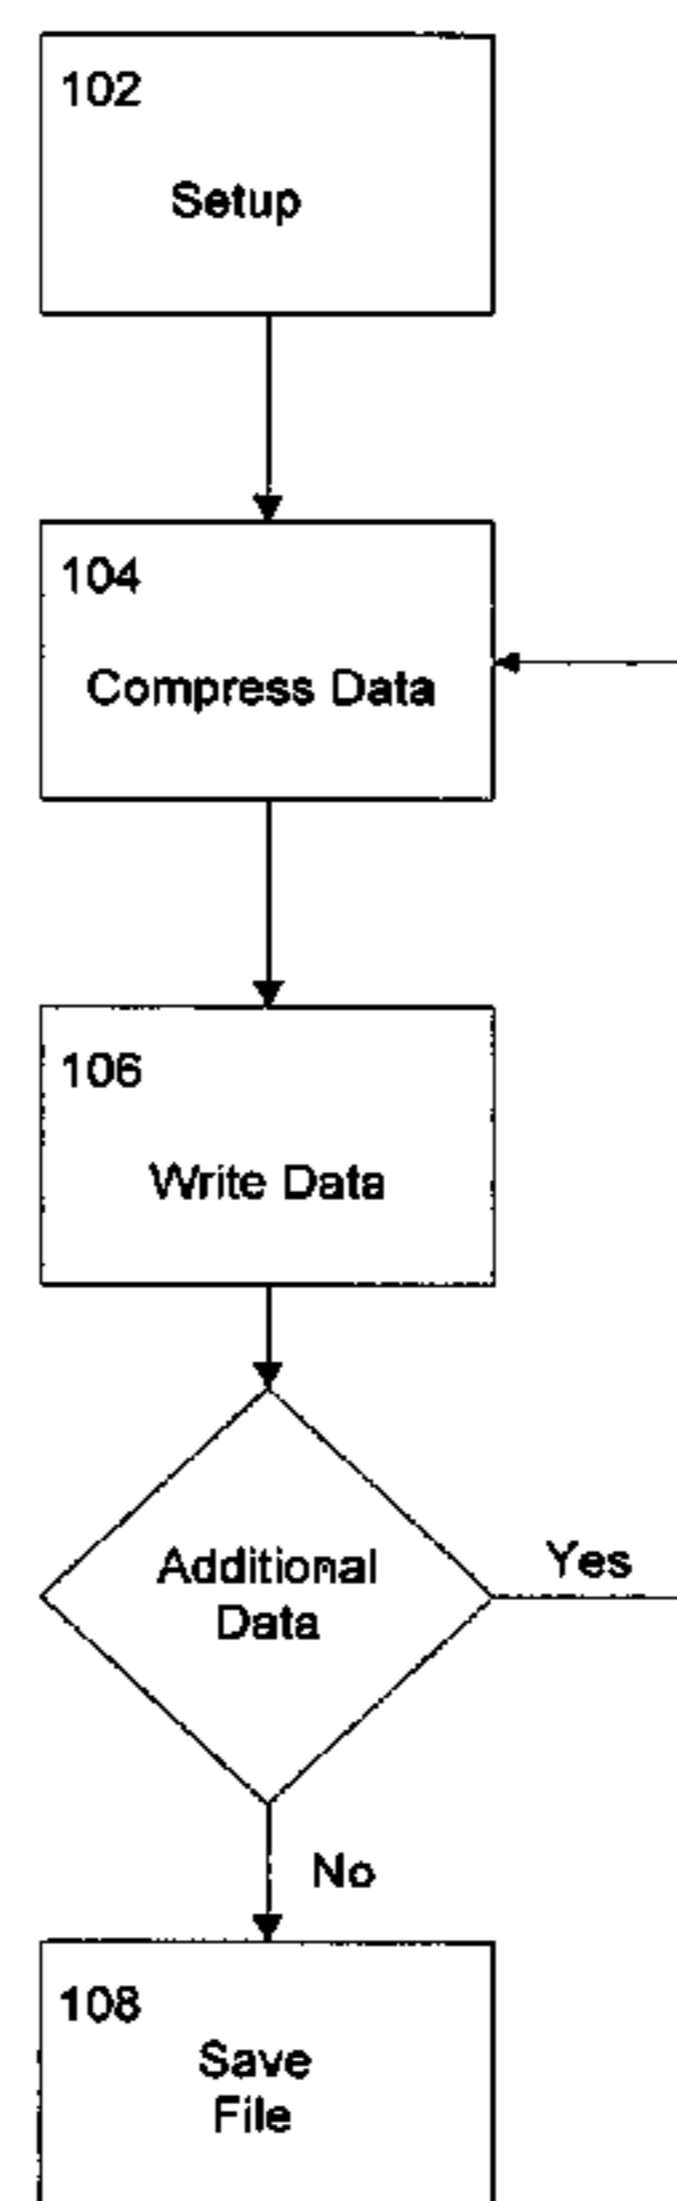 102
Setup
104
Compress Data
106
Write Data
Additional
Data
Yes
No
108
Save
File